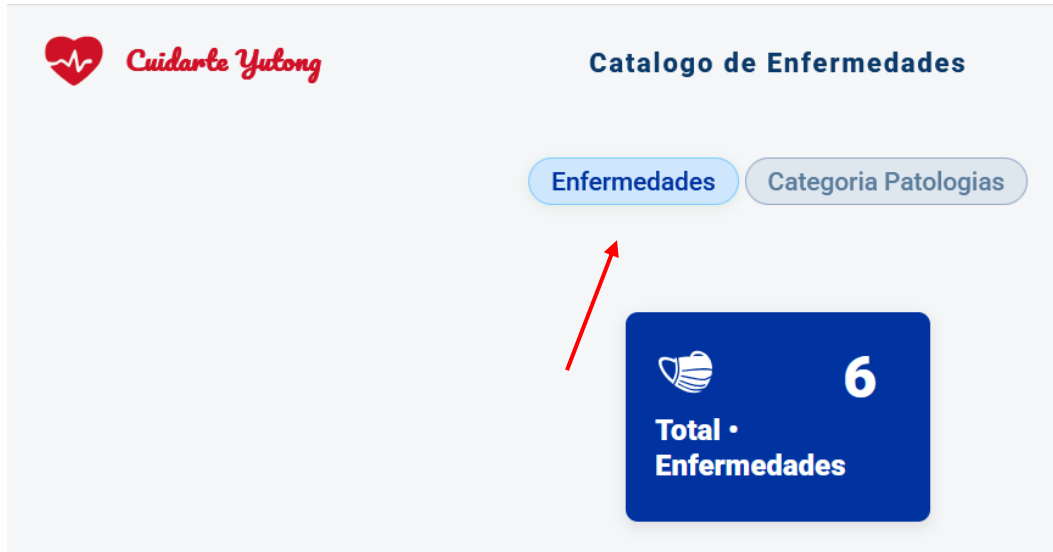 Cuidarte Yutong
Catalogo de Enfermedades
Enfermedades
Categoria Patologias
6
Total •
Enfermedades